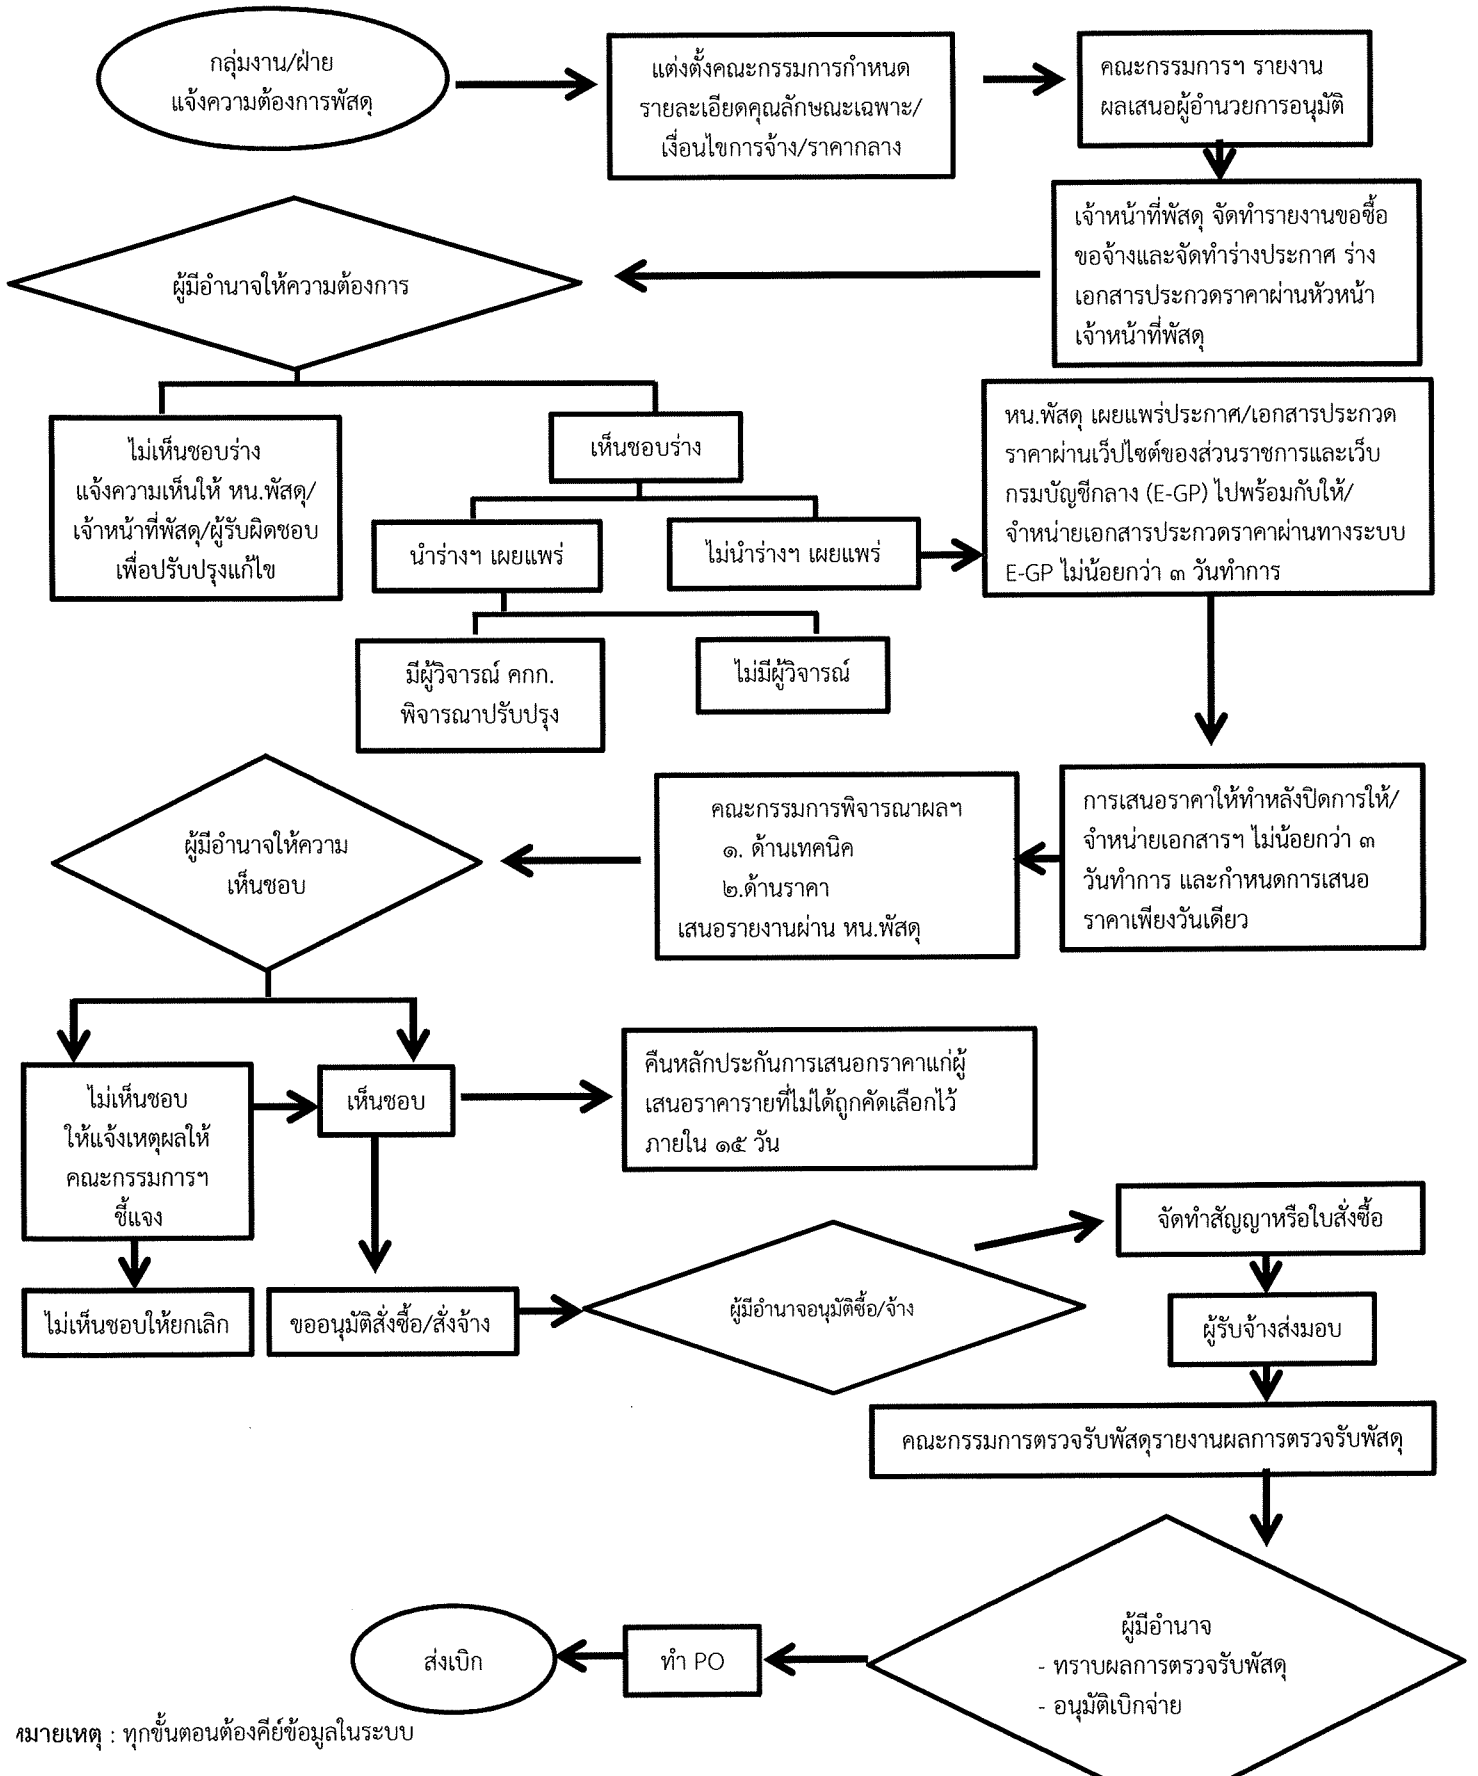 กลุ่มงาน/ฝ่าย
แจ้งความต้องการพัสดุ
แต่งตั้งคณะกรรมการกำหนด
รายละเอียดคุณลักษณะเฉพาะ/
เงื่อนไขการจ้าง/ราคากลาง
คณะกรรมการฯ รายงาน
ผลเสนอผู้อำนวยการอนุมัติ
เจ้าหน้าที่พัสดุ จัดทำรายงานขอซื้อ
ขอจ้างและจัดทำร่างประกาศ ร่าง
เอกสารประกวดราคาผ่านหัวหน้า
เจ้าหน้าที่พัสดุ
ผู้มีอำนาจให้ความต้องการ
ไม่เห็นชอบร่าง
แจ้งความเห็นให้ หน.พัสดุ/
เจ้าหน้าที่พัสดุ/ผู้รับผิดชอบ
เพื่อปรับปรุงแก้ไข
เห็นชอบร่าง
นำร่างฯ เผยแพร่
ไม่นำร่างฯ เผยแพร่
หน.พัสดุ เผยแพร่ประกาศ/เอกสารประกวด
ราคาผ่านเว็ปไซต์ของส่วนราชการและเว็บ
กรมบัญชีกลาง (E-GP) ไปพร้อมกับให้/
จำหน่ายเอกสารประกวดราคาผ่านทางระบบ
E-GP ไม่น้อยกว่า ๓ วันทำการ
มีผู้วิจารณ์ คกก.
พิจารณาปรับปรุง
ไม่มีผู้วิจารณ์
การเสนอราคาให้ทำหลังปิดการให้/
จำหน่ายเอกสารฯ ไม่น้อยกว่า ๓
วันทำการ และกำหนดการเสนอ
ราคาเพียงวันเดียว
คณะกรรมการพิจารณาผลฯ
๑. ด้านเทคนิค
๒.ด้านราคา
เสนอรายงานผ่าน หน.พัสดุ
ผู้มีอำนาจให้ความ
เห็นชอบ
ไม่เห็นชอบ
ให้แจ้งเหตุผลให้
คณะกรรมการฯ
ชี้แจง
เห็นชอบ
คืนหลักประกันการเสนอกราคาแก่ผู้
เสนอราคารายที่ไม่ได้ถูกคัดเลือกไว้
ภายใน ๑๕ วัน
ไม่เห็นชอบให้ยกเลิก
ขออนุมัติสั่งซื้อ/สั่งจ้าง
ผู้มีอำนาจอนุมัติซื้อ/จ้าง
จัดทำสัญญาหรือใบสั่งซื้อ
ผู้รับจ้างส่งมอบ
คณะกรรมการตรวจรับพัสดุรายงานผลการตรวจรับพัสดุ
ผู้มีอำนาจ
- ทราบผลการตรวจรับพัสดุ
- อนุมัติเบิกจ่าย
ทำ PO
ส่งเบิก
หมายเหตุ : ทุกขั้นตอนต้องคีย์ข้อมูลในระบบ